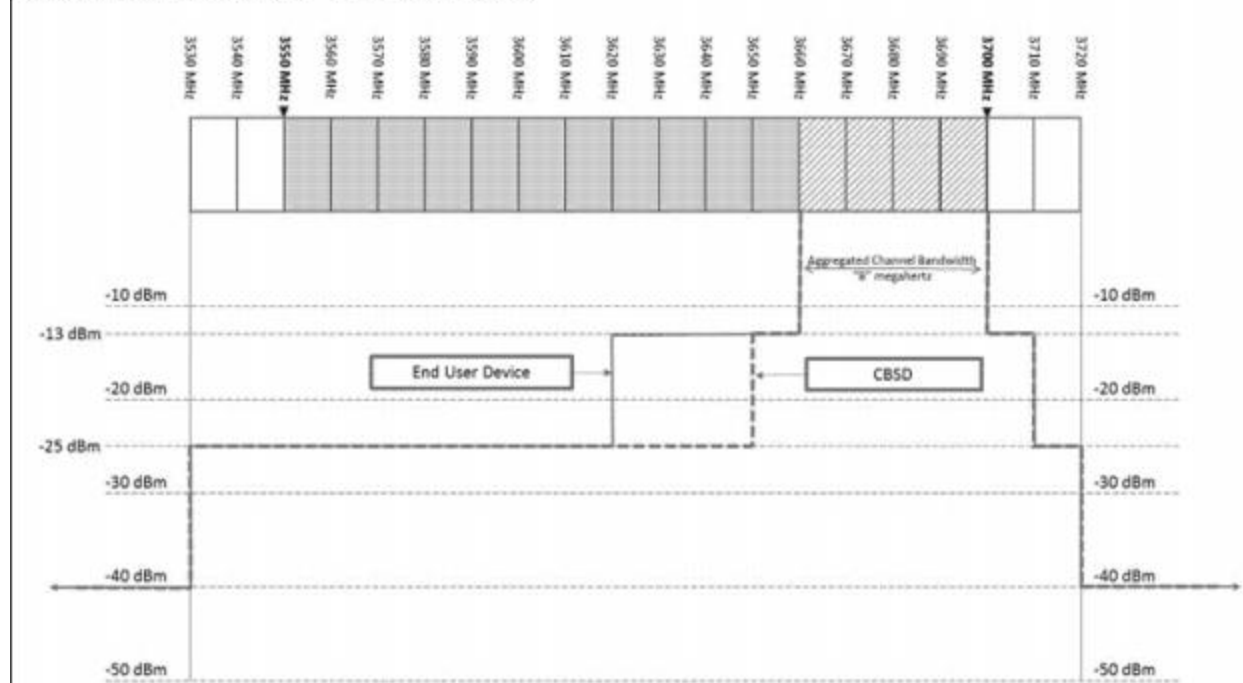 3530 MHz
3540 MHz
3550 MHz
3560 MHz
3570 MHz
3580 MHz
3590 MHz
3600 MHz
3610 MHz
3620 MHz
3630 MHz
3640 MHz
3650 MHz
3660 MHz
3670 MHz
3680 MHz
3690 MHz
3700 MHz
3710 MHz
3720 MHz
Aggregated Channel Bandwidth
"B" megahertz
-10 dBm
-10 dBm
-13 dBm
End User Device
CBSD
-20 dBm
-20 dBm
-25 dBm
-30 dBm
-30 dBm
-40 dBm
-40 dBm
-50 dBm
-50 dBm